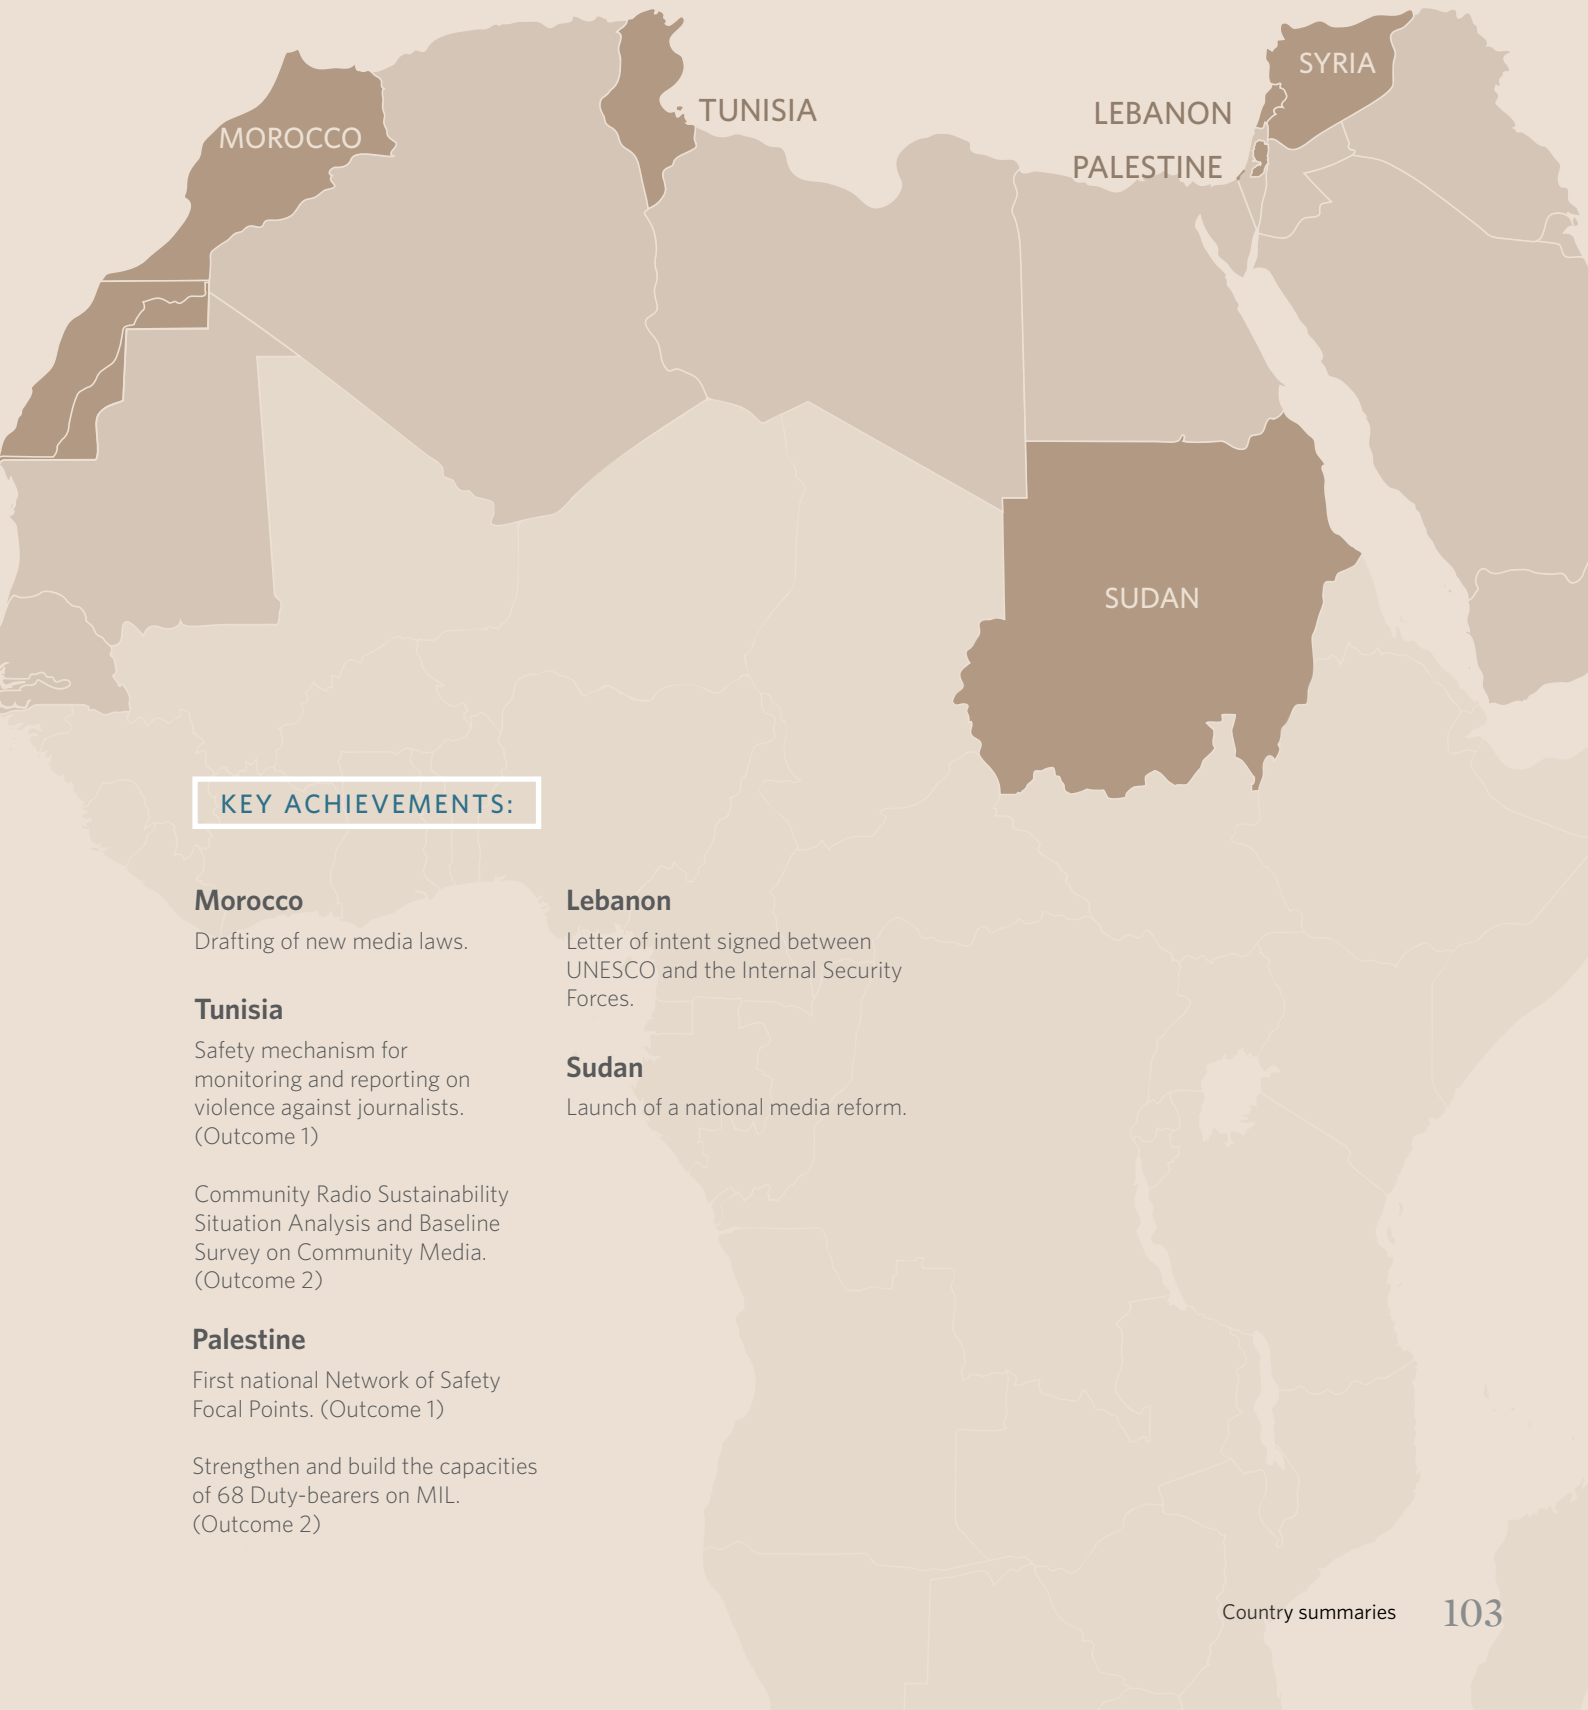 SYRIA
TUNISIA
LEBANON
MOROCCO
PALESTINE
SUDAN
KEY ACHIEVEMENTS:
Morocco
Drafting of new media laws.
Tunisia
Safety mechanism for
monitoring and reporting on
violence against journalists.
(Outcome 1)
Community Radio Sustainability
Situation Analysis and Baseline
Survey on Community Media.
(Outcome 2)
Palestine
First national Network of Safety
Focal Points. (Outcome 1)
Strengthen and build the capacities
of 68 Duty-bearers on MIL.
(Outcome 2)
Lebanon
Letter of intent signed between
UNESCO and the Internal Security
Forces.
Sudan
Launch of a national media reform.
Country summaries 103